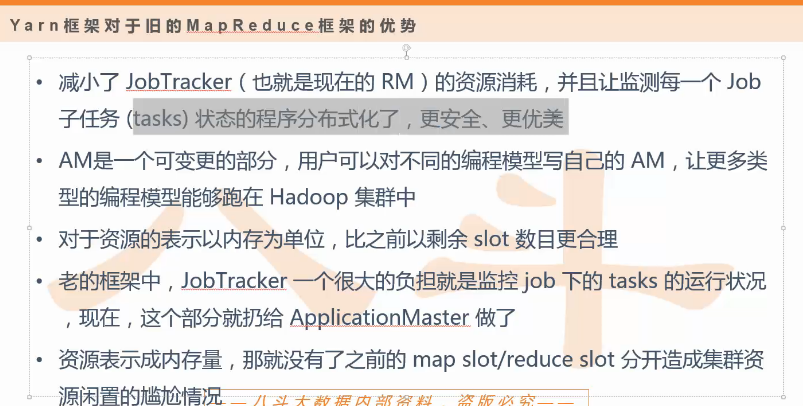 Yarn框架对于旧的MapReduce框架的优势
• 减小了 JobTracker（也就是现在的 RM）的资源消耗，并且让监测每一个 Job
子任务 (tasks) 状态的程序分布式化了，更安全、更优美
• AM是一个可变更的部分，用户可以对不同的编程模型写自己的 AM，让更多类
型的编程模型能够跑在 Hadoop 集群中
• 对于资源的表示以内存为单位，比之前以剩余 slot 数目更合理
• 老的框架中，JobTracker 一个很大的负担就是监控 job 下的 tasks 的运行状况
，现在，这个部分就扔给 ApplicationMaster 做了
• 资源表示成内存量，那就没有了之前的 map slot/reduce slot 分开造成集群资
源闲置的尴尬情况
——八斗大数据内部资料，盗版必究——
八斗